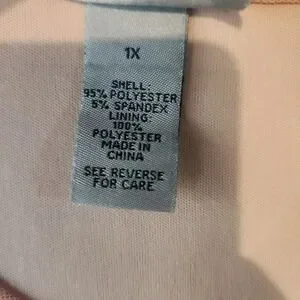 1X
SHELL:
95% POLYESTER
5% SPANDEX
LINING:
100%
POLYESTER
MADE IN
CHINA
SEE REVERSE
FOR CARE